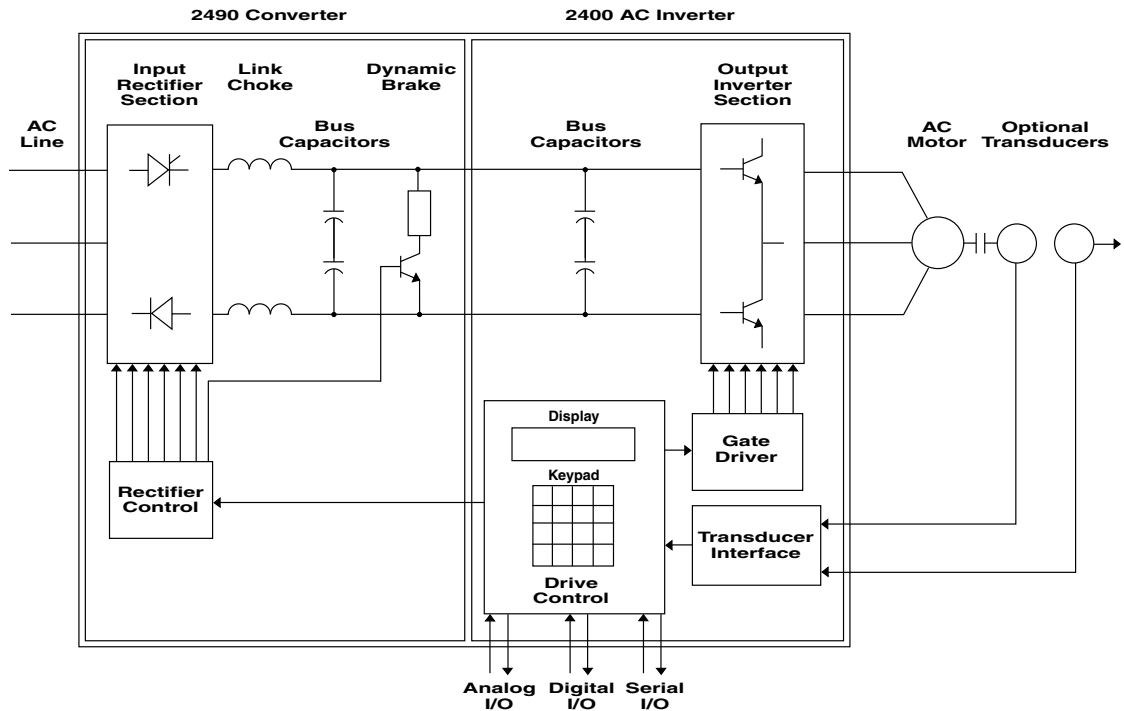 2490 Converter
2400 AC Inverter
Input
Rectifier
Section
Link
Choke
Dynamic
Brake
Output
Inverter
Section
AC
Line
Bus
Capacitors
Bus
Capacitors
AC
Motor
Optional
Transducers
Display
Keypad
Drive
Control
Gate
Driver
Rectifier
Control
Transducer
Interface
Analog
I/O
Digital
I/O
Serial
I/O